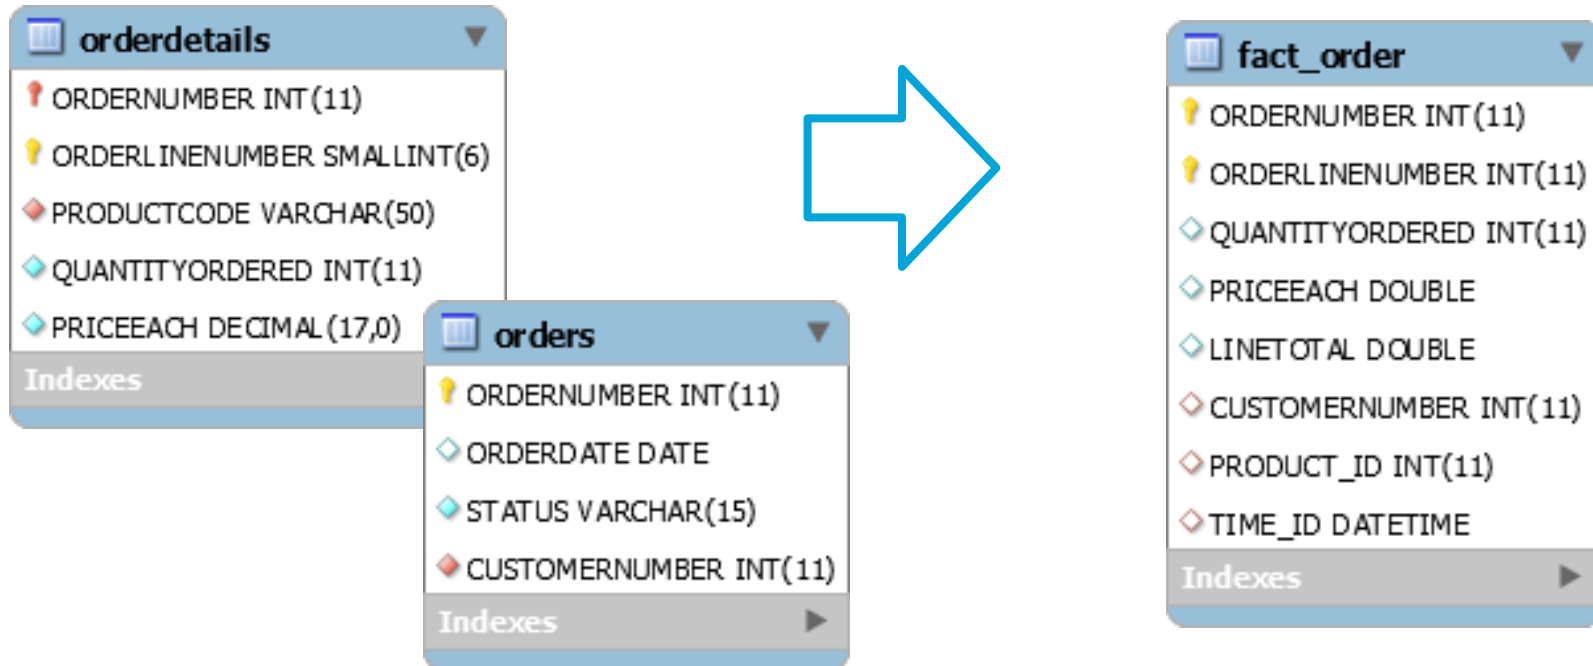 orderdetails
ORDERNUMBER INT(11)
ORDERLINENUMBER SMALLINT(6)
PRODUCTCODE VARCHAR(50)
QUANTITYORDERED INT(11)
PRICEEACH DECIMAL(17,0)
Indexes
orders
ORDERNUMBER INT(11)
ORDERDATE DATE
STATUS VARCHAR(15)
CUSTOMERNUMBER INT(11)
Indexes
fact_order
ORDERNUMBER INT(11)
ORDERLINENUMBER INT(11)
QUANTITYORDERED INT(11)
PRICEEACH DOUBLE
LINETOTAL DOUBLE
CUSTOMERNUMBER INT(11)
PRODUCT_ID INT(11)
TIME_ID DATETIME
Indexes